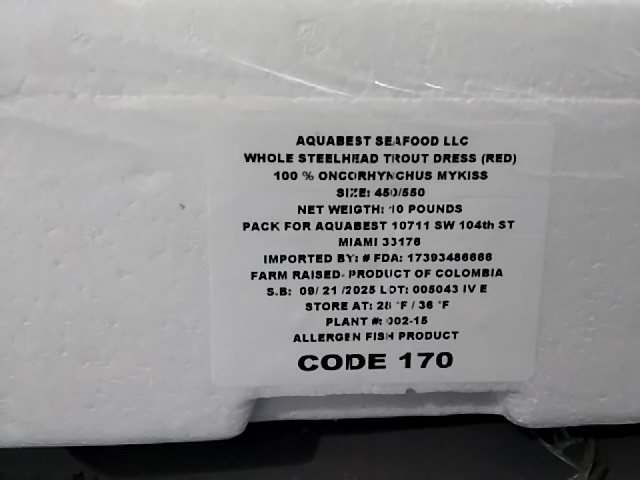 AQUABEST SEAFOOD LLC
WHOLE STEELHEAD TROUT DRESS (RED)
100 % ONCORHYNCHUS MYKISS
SIZE: 450/550
NET WEIGTH: 10 POUNDS
PACK FOR AQUABEST 10711 SW 104th ST
MIAMI 33176
IMPORTED BY: # FDA: 17393486666
FARM RAISED- PRODUCT OF COLOMBIA
S.B: 09/ 21 /2025 LOT: 005043 IV E
STORE AT: 28 °F / 36 °F
PLANT #: 002-15
ALLERGEN FISH PRODUCT
CODE 170